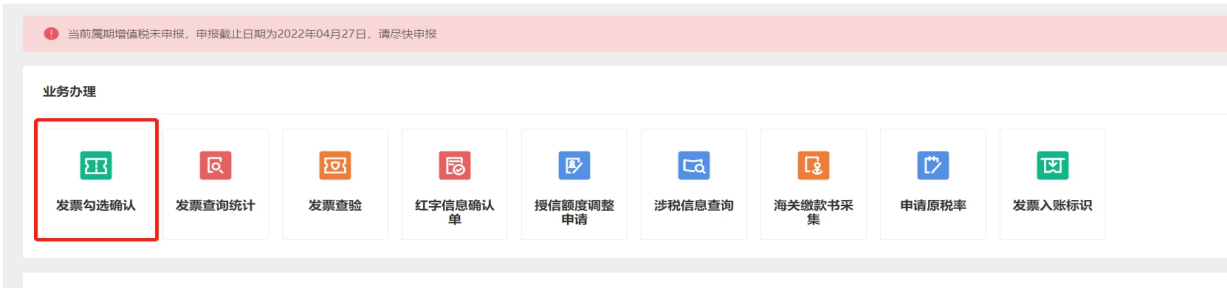 当前属期增值税未申报，申报截止日期为2022年04月27日，请尽快申报
业务办理
发票勾选确认
发票查询统计
发票查验
红字信息确认
单
授信额度调整
申请
涉税信息查询
海关缴款书采
集
申请原税率
发票入账标识